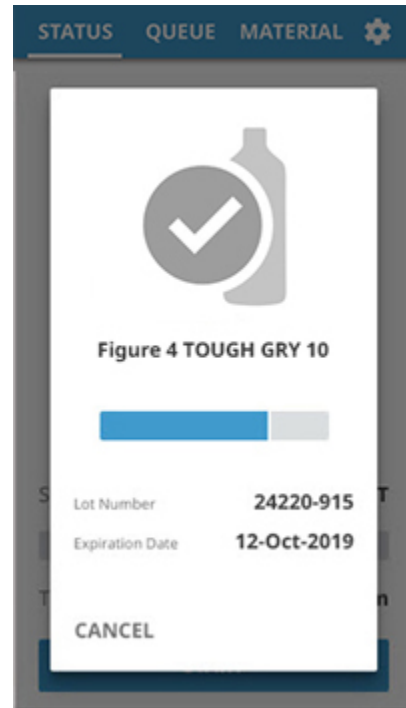 STATUS QUEUE MATERIAL
Figure 4 TOUGH GRY 10
S T
Lot Number 24220-915
Expiration Date 12-Oct-2019
T n
CANCEL